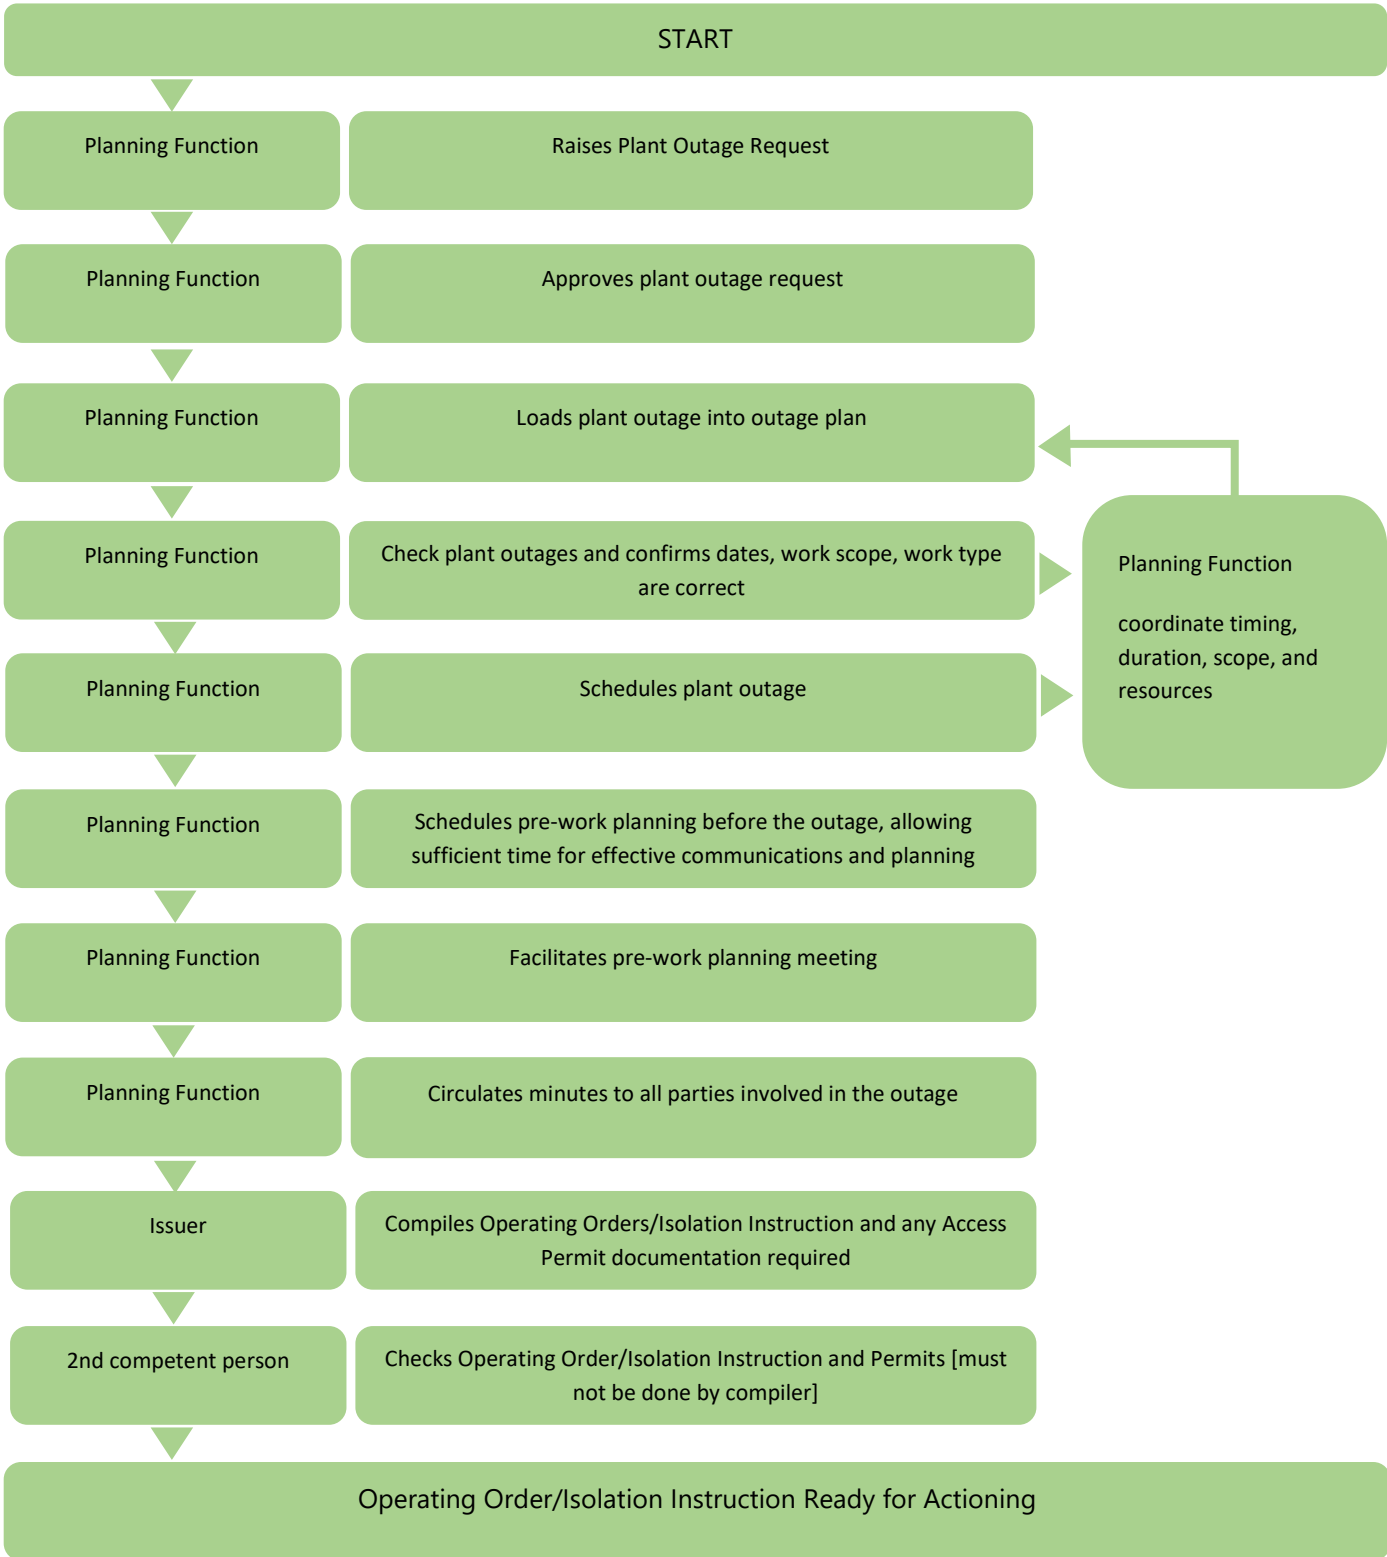 START
Planning Function
Raises Plant Outage Request
Planning Function
Approves plant outage request
Planning Function
Loads plant outage into outage plan
Planning Function
Check plant outages and confirms dates, work scope, work type
are correct
Planning Function
coordinate timing,
duration, scope, and
resources
Planning Function
Schedules plant outage
Planning Function
Schedules pre-work planning before the outage, allowing
sufficient time for effective communications and planning
Planning Function
Facilitates pre-work planning meeting
Planning Function
Circulates minutes to all parties involved in the outage
Issuer
Compiles Operating Orders/Isolation Instruction and any Access
Permit documentation required
2nd competent person
Checks Operating Order/Isolation Instruction and Permits [must
not be done by compiler]
Operating Order/Isolation Instruction Ready for Actioning